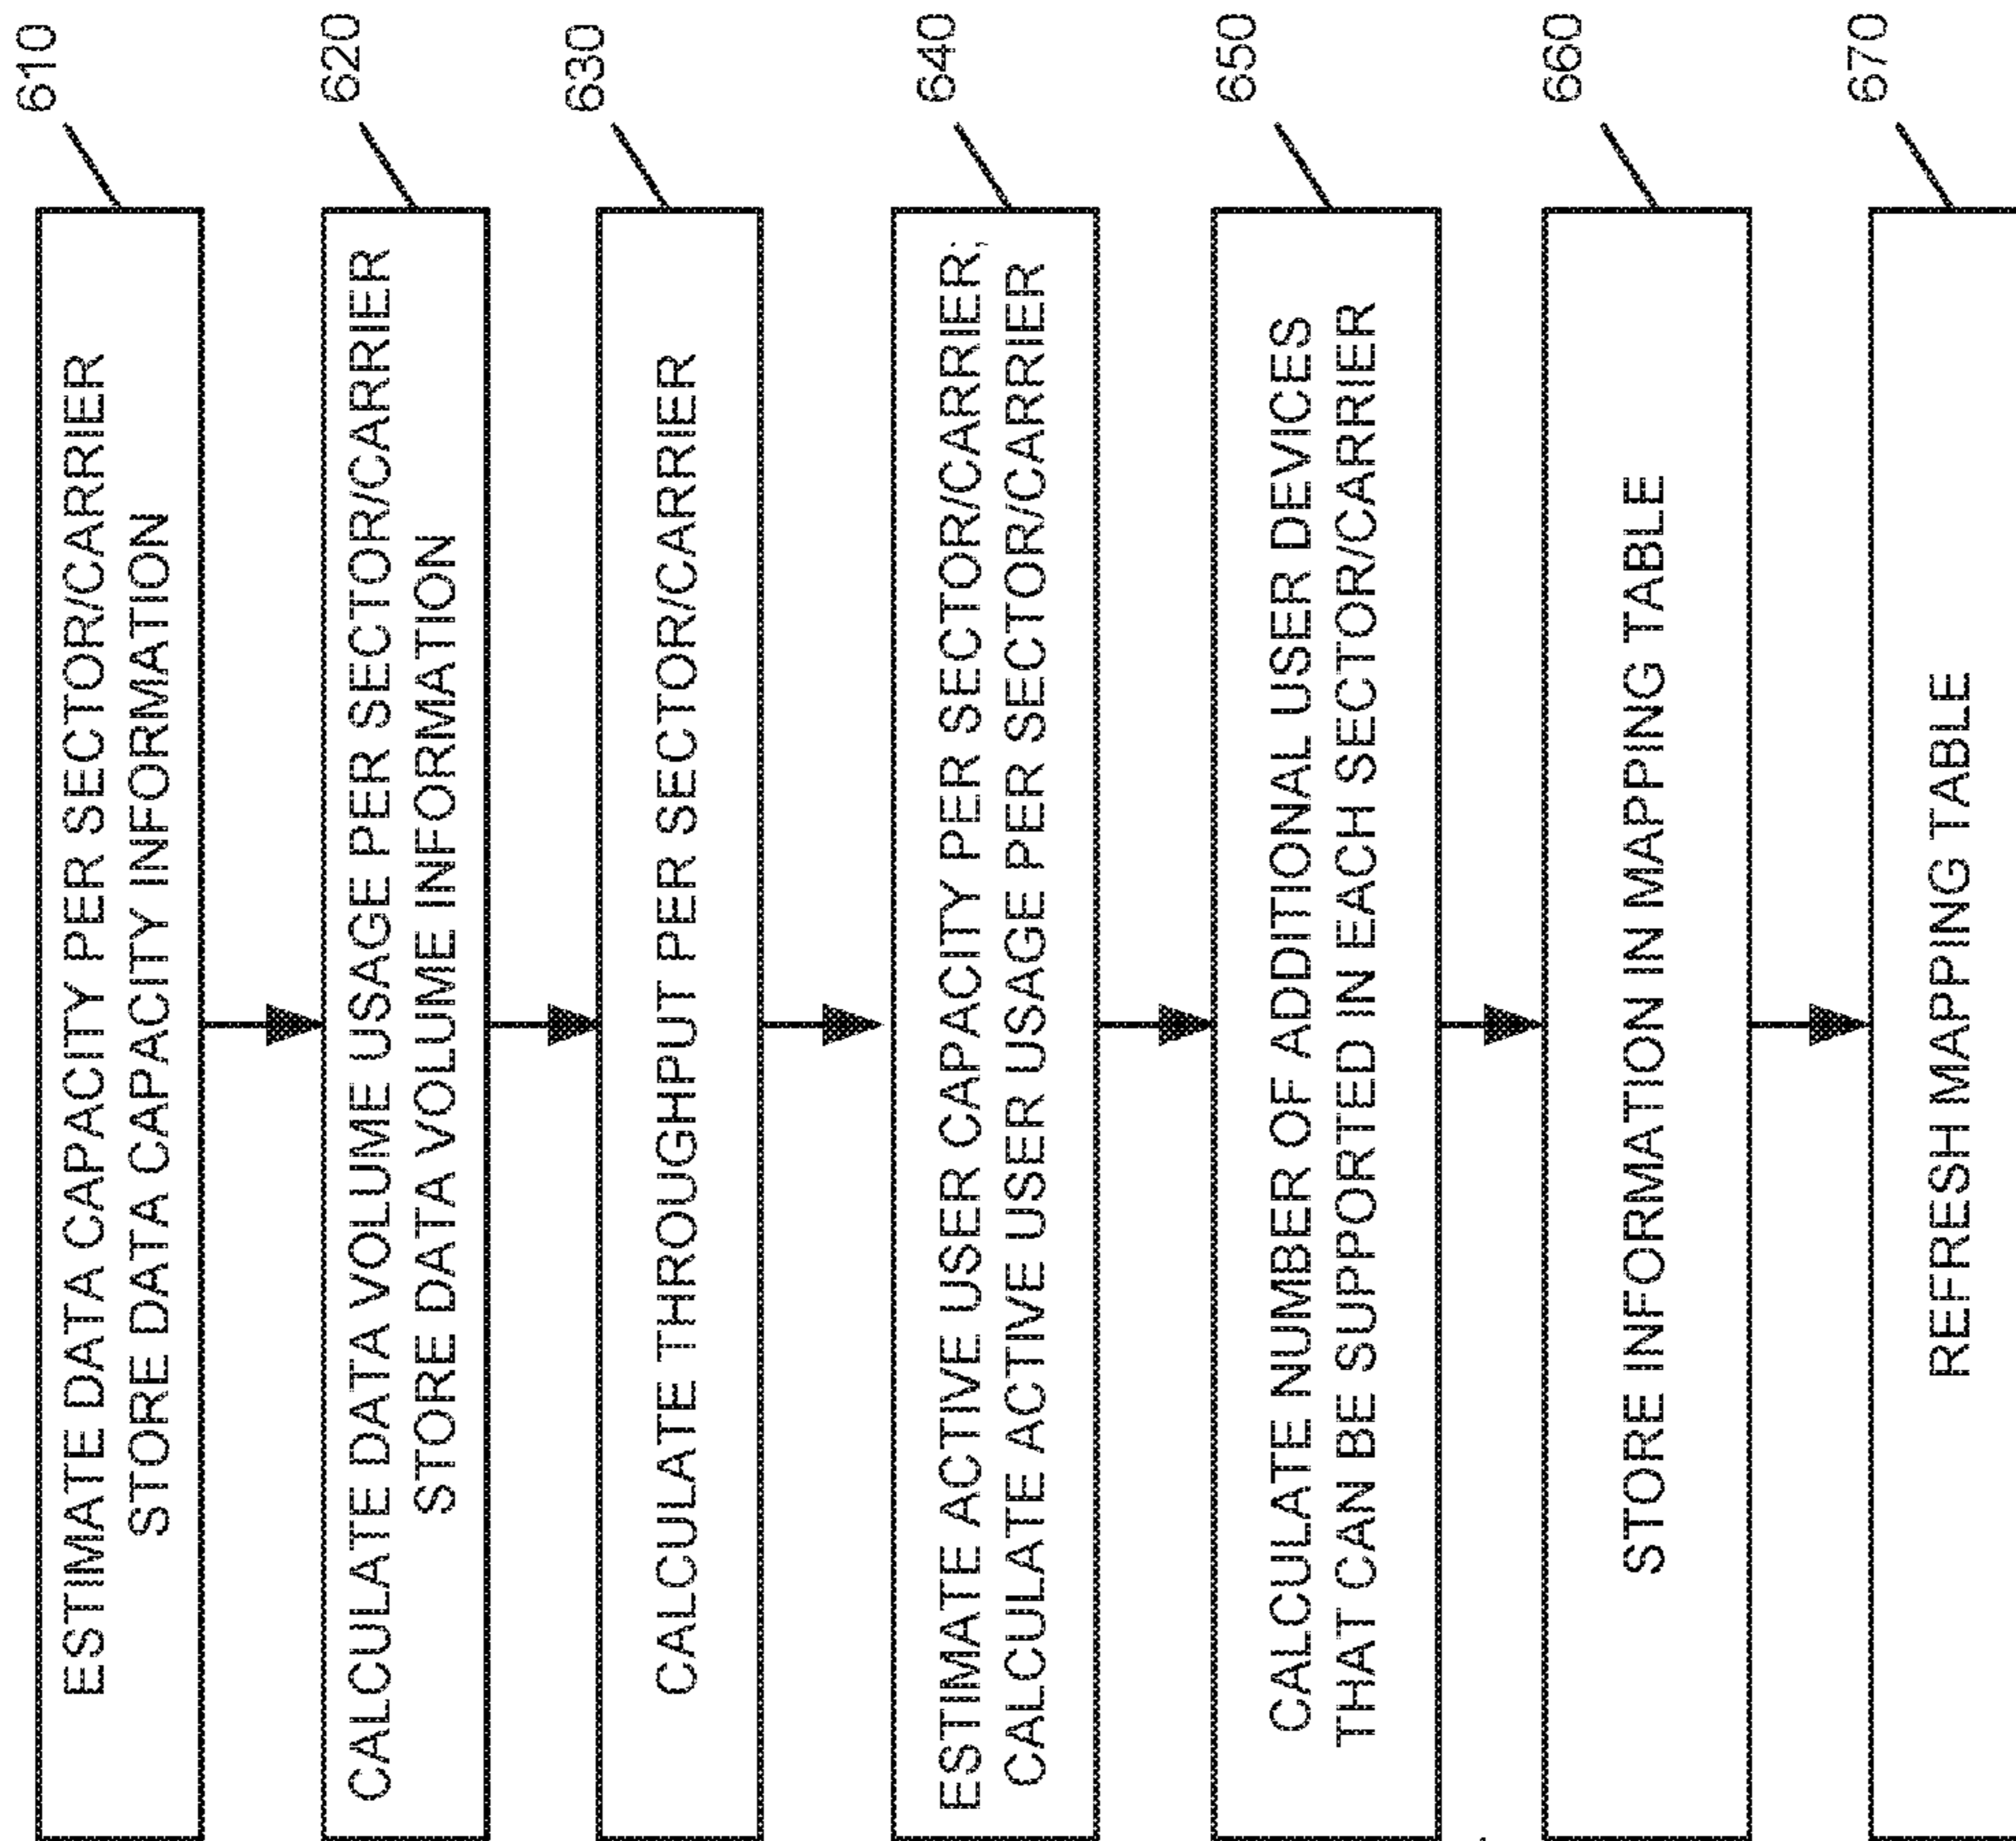 610
ESTIMATE DATA CAPACITY PER SECTOR/CARRIER
STORE DATA CAPACITY INFORMATION
620
CALCULATE DATA VOLUME USAGE PER SECTOR/CARRIER
STORE DATA VOLUME INFORMATION
630
CALCULATE THROUGHPUT PER SECTOR/CARRIER
640
ESTIMATE ACTIVE USER CAPACITY PER SECTOR/CARRIER;
CALCULATE ACTIVE USER USAGE PER SECTOR/CARRIER
650
CALCULATE NUMBER OF ADDITIONAL USER DEVICES
THAT CAN BE SUPPORTED IN EACH SECTOR/CARRIER
660
STORE INFORMATION IN MAPPING TABLE
670
REFRESH MAPPING TABLE